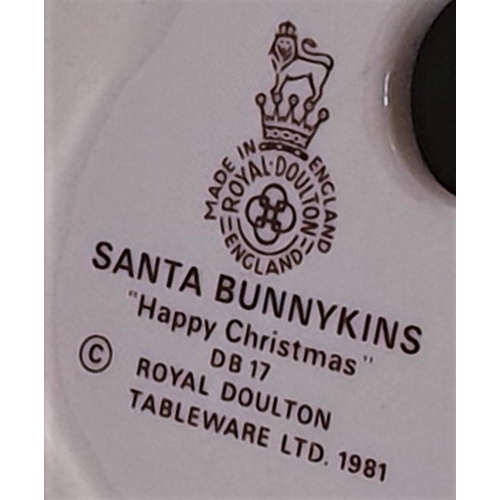 MADE IN ENGLAND
ROYAL·DOULTON
ENGLAND
SANTA BUNNYKINS
"Happy Christmas"
DB 17
© ROYAL DOULTON
TABLEWARE LTD. 1981